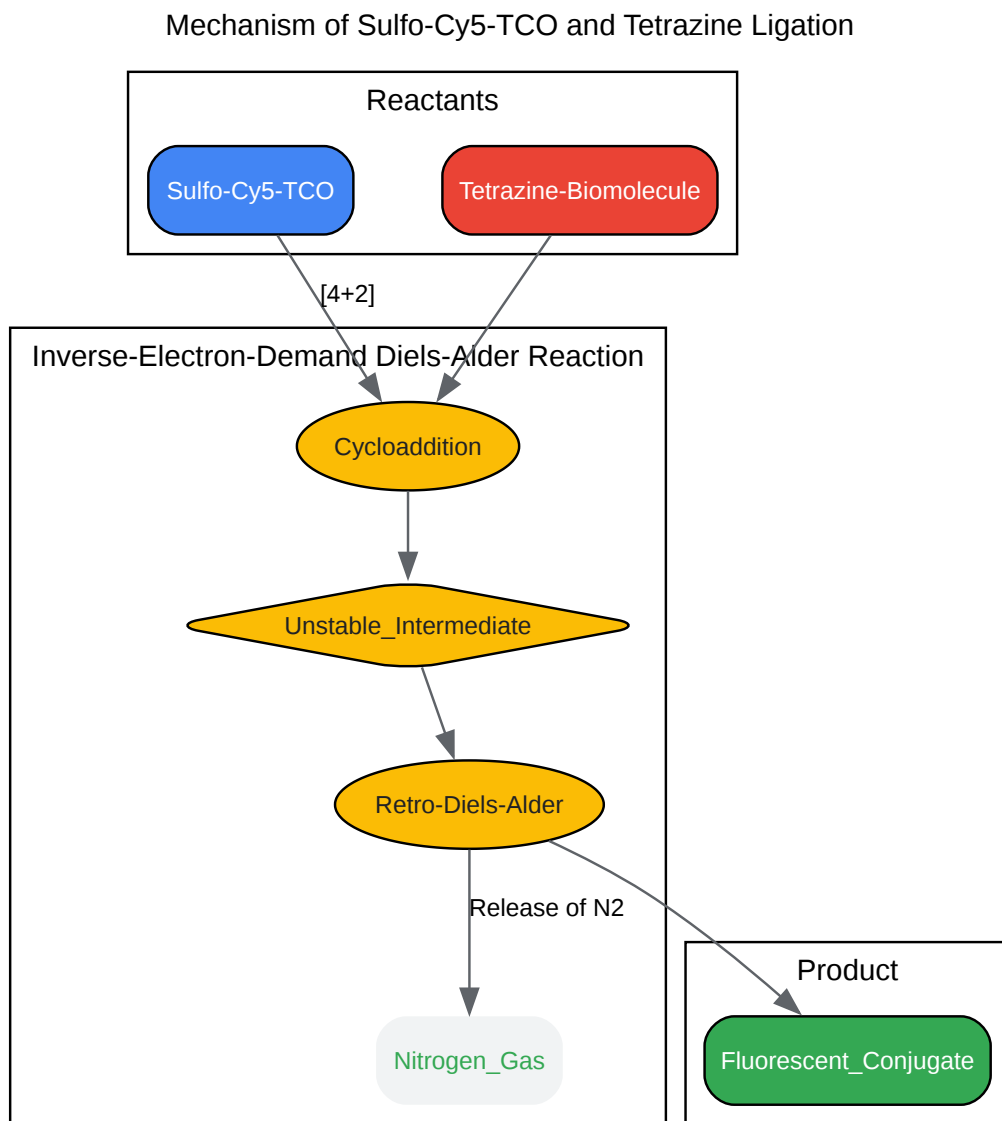 Mechanism of Sulfo-Cy5-TCO and Tetrazine Ligation
Reactants
Sulfo-Cy5-TCO
Tetrazine-Biomolecule
[4+2]
Inverse-Electron-Demand Diels-Alder Reaction
Cycloaddition
Unstable_Intermediate
Retro-Diels-Alder
Release of N2
Product
Nitrogen_Gas
Fluorescent_Conjugate